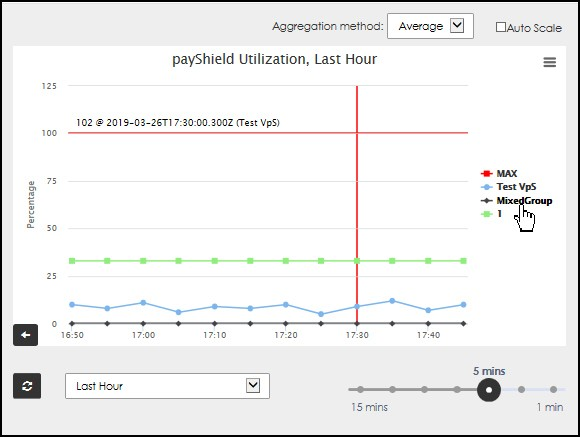 Aggregation method: Average Auto Scale
payShield Utilization, Last Hour
125
102 @ 2019-03-26T17:30:00.300Z (Test VpS)
100
75
50
25
0
Percentage
16:50 17:00 17:10 17:20 17:30 17:40
MAX
Test VpS
MixedGroup
1
Last Hour
5 mins
15 mins 1 min